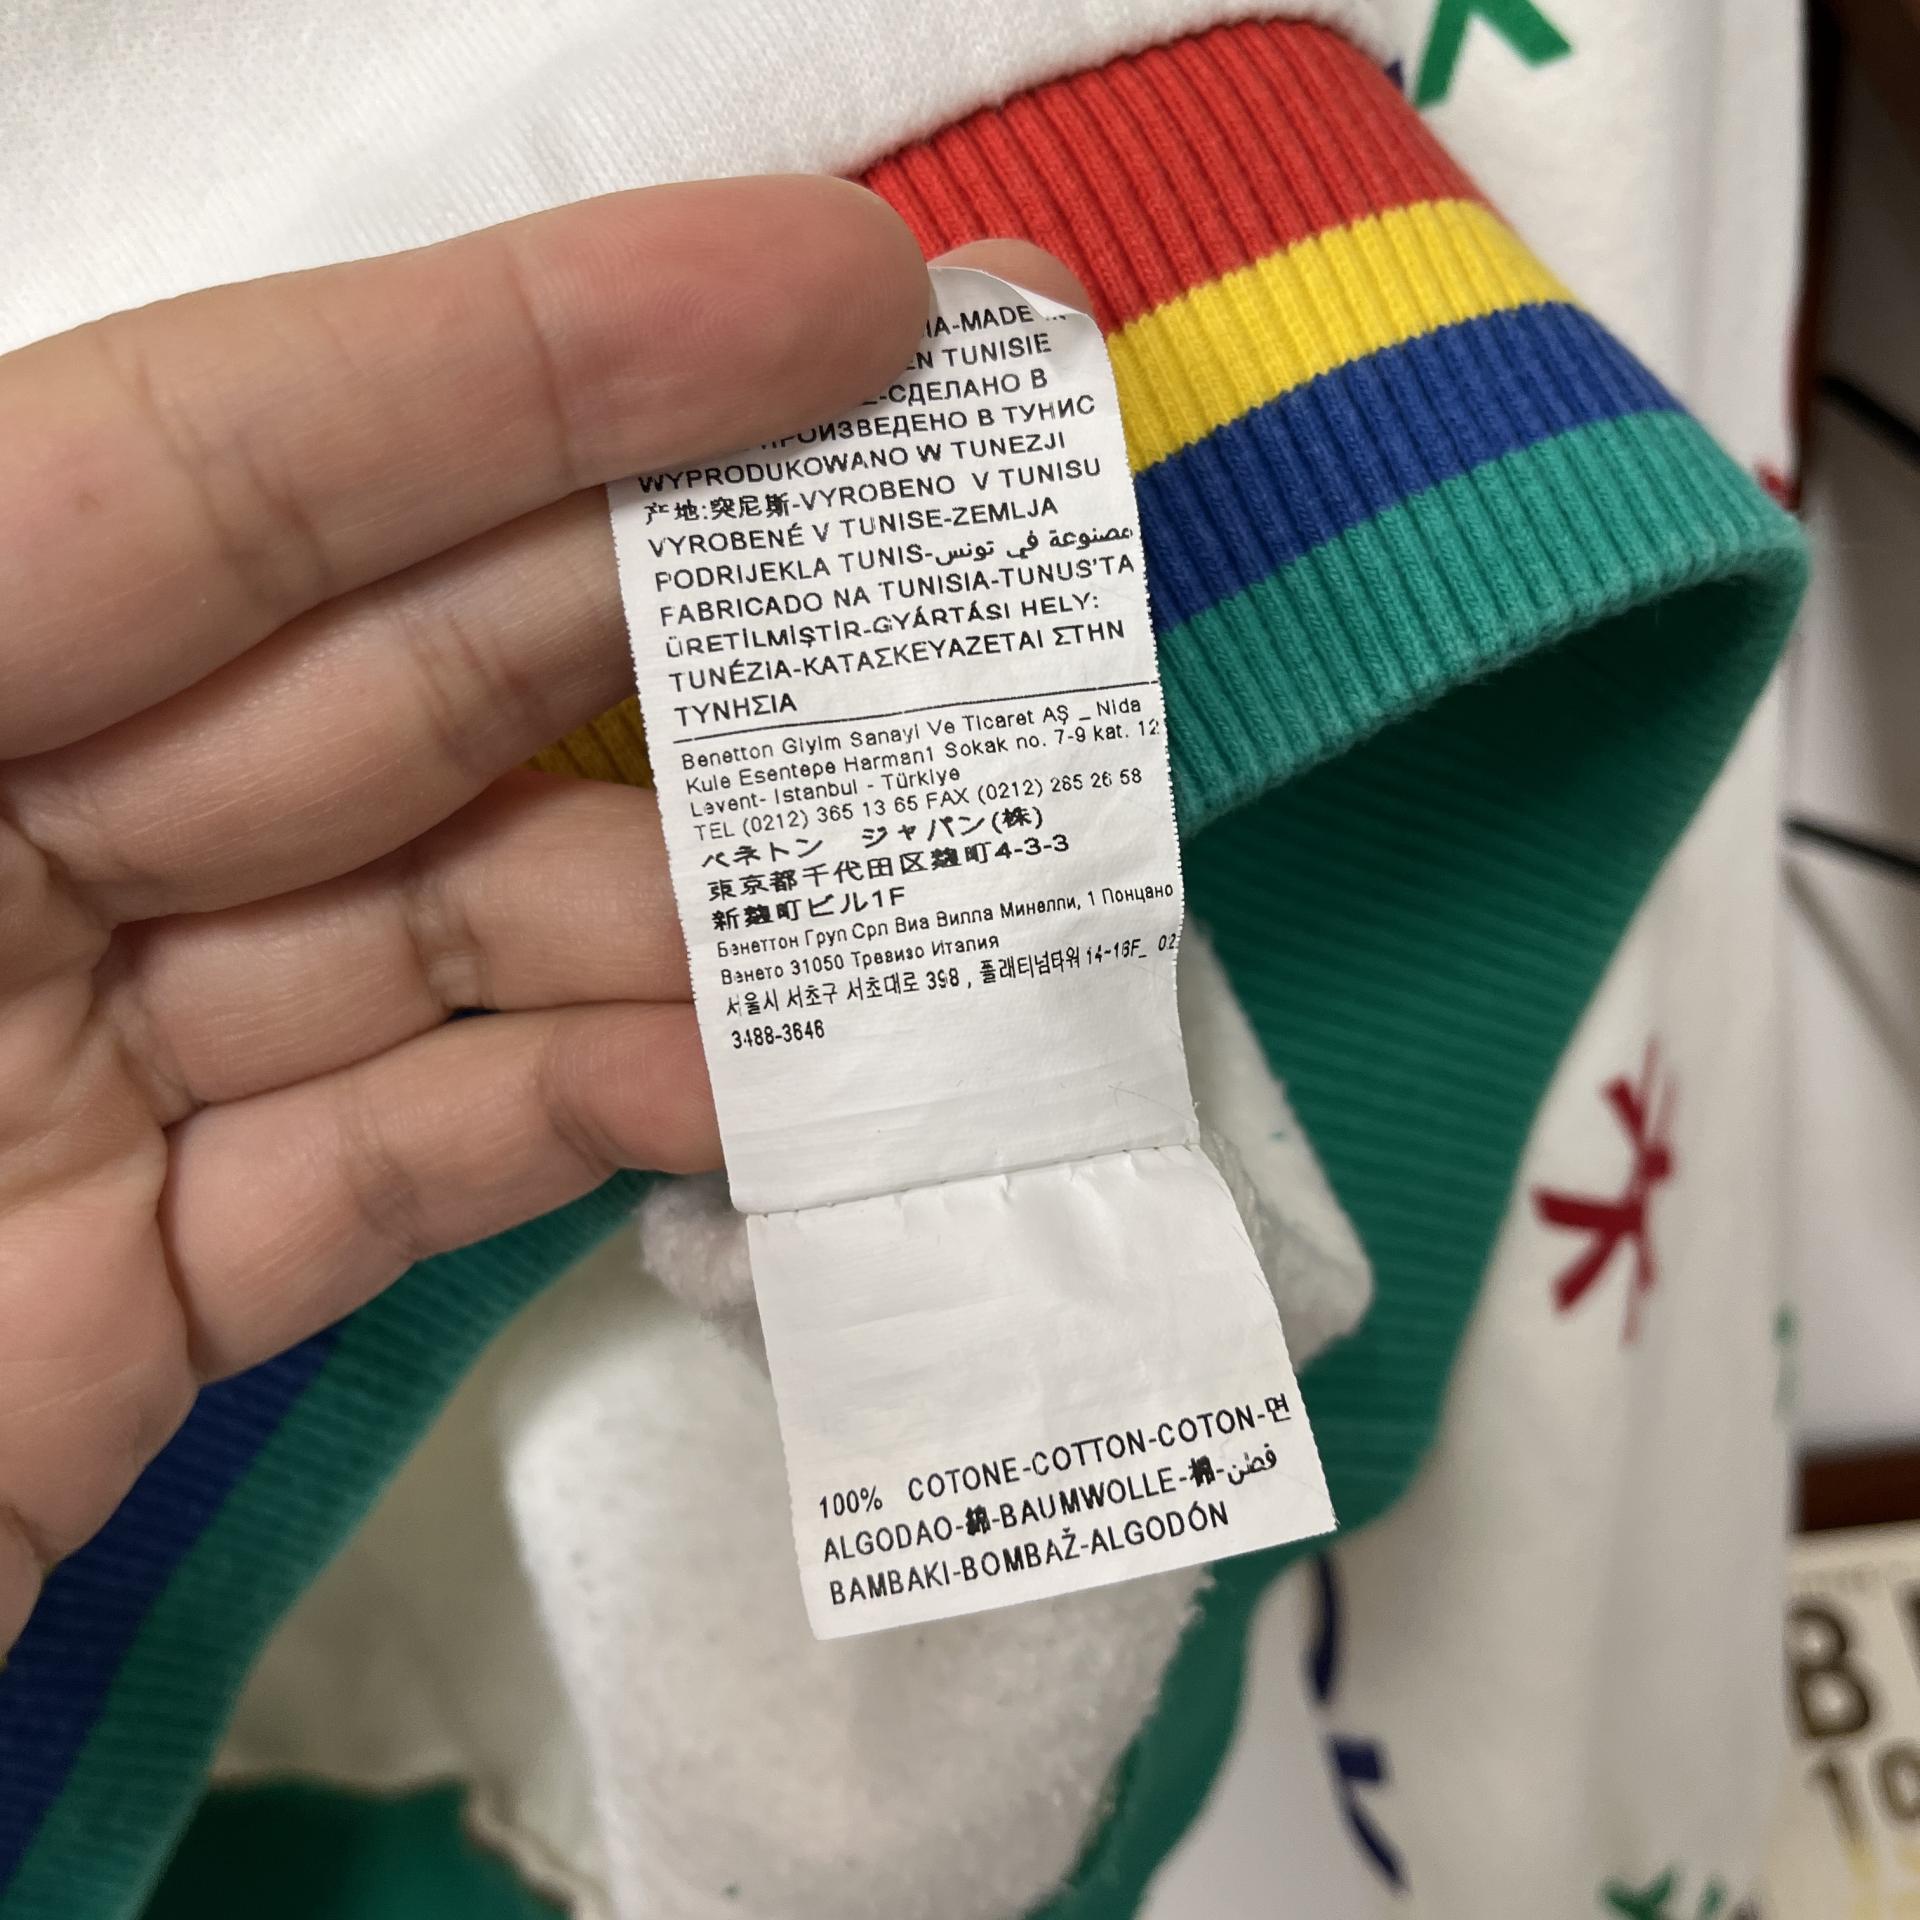 IA-MADE
EN TUNISIE
-СДЕЛАНО В
ПРОИЗВЕДЕНО В ТУНИС
WYPRODUKOWANO W TUNEZJI
产地:突尼斯-VYROBENO V TUNISU
VYROBENÉ V TUNISE-ZEMLJA
PODRIJEKLA TUNIS-مصنوعة في تونس
FABRICADO NA TUNISIA-TUNUS'TA
ÜRETİLMİŞTİR-GYÁRTÁSI HELY:
TUNÉZIA-ΚΑΤΑΣΚΕΥΑΖΕΤΑΙ ΣΤΗΝ
ΤΥΝΗΣΙΑ
Benetton Giyim Sanayi Ve Ticaret AŞ _ Nida
Kule Esentepe Harman1 Sokak no. 7-9 kat. 12
Levent- Istanbul - Türkiye
TEL (0212) 365 13 65 FAX (0212) 265 26 58
ベネトン ジャパン(株)
東京都千代田区麹町4-3-3
新麹町ビル1F
Бенеттон Груп Срл Виа Вилла Минелли, 1 Понцано
Венето 31050 Тревизо Италия
서울시 서초구 서초대로 398 , 플래티넘타워 14~16F_ 02
3488-3646
100% COTONE-COTTON-COTON-면
ALGODAO-綿-BAUMWOLLE-棉-قطن
BAMBAKI-BOMBAŽ-ALGODÓN
B
10